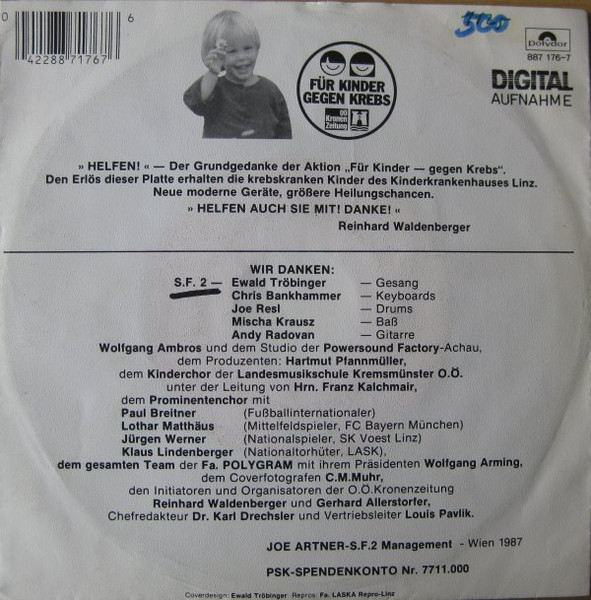 0 6
42288 71767
500
polydor
887 176-7
DIGITAL
AUFNAHME
FÜR KINDER
GEGEN KREBS
OÖ
Kronen
Zeitung
» HELFEN! « — Der Grundgedanke der Aktion „Für Kinder — gegen Krebs“.
Den Erlös dieser Platte erhalten die krebskranken Kinder des Kinderkrankenhauses Linz.
Neue moderne Geräte, größere Heilungschancen.
» HELFEN AUCH SIE MIT! DANKE! «
Reinhard Waldenberger
WIR DANKEN:
S.F. 2 — Ewald Tröbinger — Gesang
Chris Bankhammer — Keyboards
Joe Resl — Drums
Mischa Krausz — Baß
Andy Radovan — Gitarre
Wolfgang Ambros und dem Studio der Powersound Factory-Achau,
dem Produzenten: Hartmut Pfannmüller,
dem Kinderchor der Landesmusikschule Kremsmünster O.Ö.
unter der Leitung von Hrn. Franz Kalchmair,
dem Prominentenchor mit
Paul Breitner (Fußballinternationaler)
Lothar Matthäus (Mittelfeldspieler, FC Bayern München)
Jürgen Werner (Nationalspieler, SK Voest Linz)
Klaus Lindenberger (Nationaltorhüter, LASK),
dem gesamten Team der Fa. POLYGRAM mit ihrem Präsidenten Wolfgang Arming,
dem Coverfotografen C.M.Muhr,
den Initiatoren und Organisatoren der O.Ö.Kronenzeitung
Reinhard Waldenberger und Gerhard Allerstorfer,
Chefredakteur Dr. Karl Drechsler und Vertriebsleiter Louis Pavlik.
JOE ARTNER-S.F.2 Management - Wien 1987
PSK-SPENDENKONTO Nr. 7711.000
Coverdesign: Ewald Tröbinger Repros: Fa. LASKA Repro-Linz